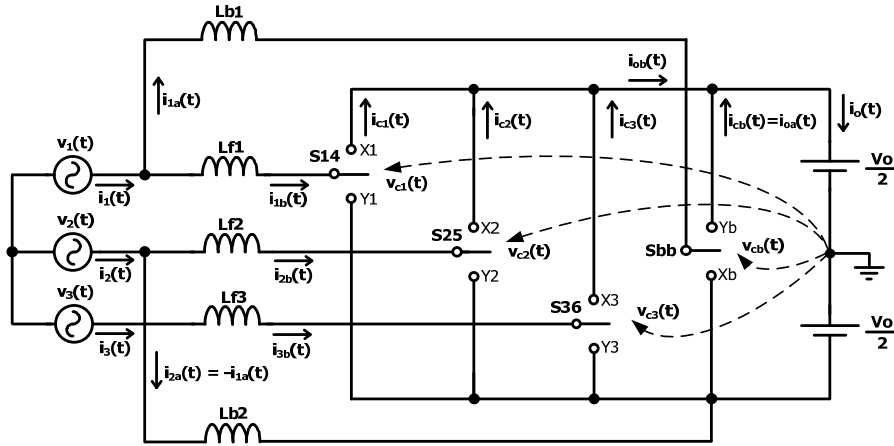 Lb1
iob(t)
i1a(t)
ic1(t)
ic2(t)
ic3(t)
icb(t)=ioa(t)
io(t)
v1(t)
Lf1
S14
X1
Vo
2
i1(t)
i1b(t)
Y1
vc1(t)
v2(t)
Lf2
S25
X2
Yb
Sbb
vcb(t)
i2(t)
i2b(t)
Y2
vc2(t)
Xb
v3(t)
Lf3
S36
X3
vc3(t)
i3(t)
i3b(t)
Y3
Vo
2
i2a(t) = -i1a(t)
Lb2